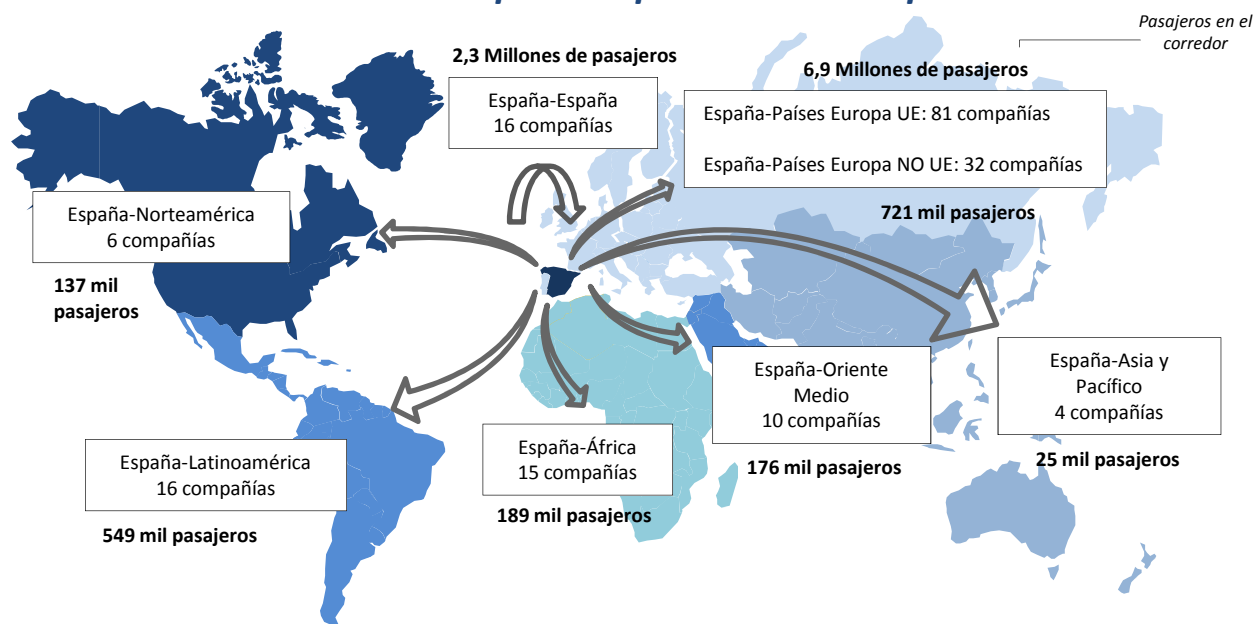 Pasajeros en el
corredor
2,3 Millones de pasajeros
España-España
16 compañías
6,9 Millones de pasajeros
España-Países Europa UE: 81 compañías
España-Países Europa NO UE: 32 compañías
721 mil pasajeros
España-Norteamérica
6 compañías
137 mil
pasajeros
España-Latinoamérica
16 compañías
549 mil pasajeros
España-África
15 compañías
189 mil pasajeros
España-Oriente
Medio
10 compañías
176 mil pasajeros
España-Asia y
Pacífico
4 compañías
25 mil pasajeros